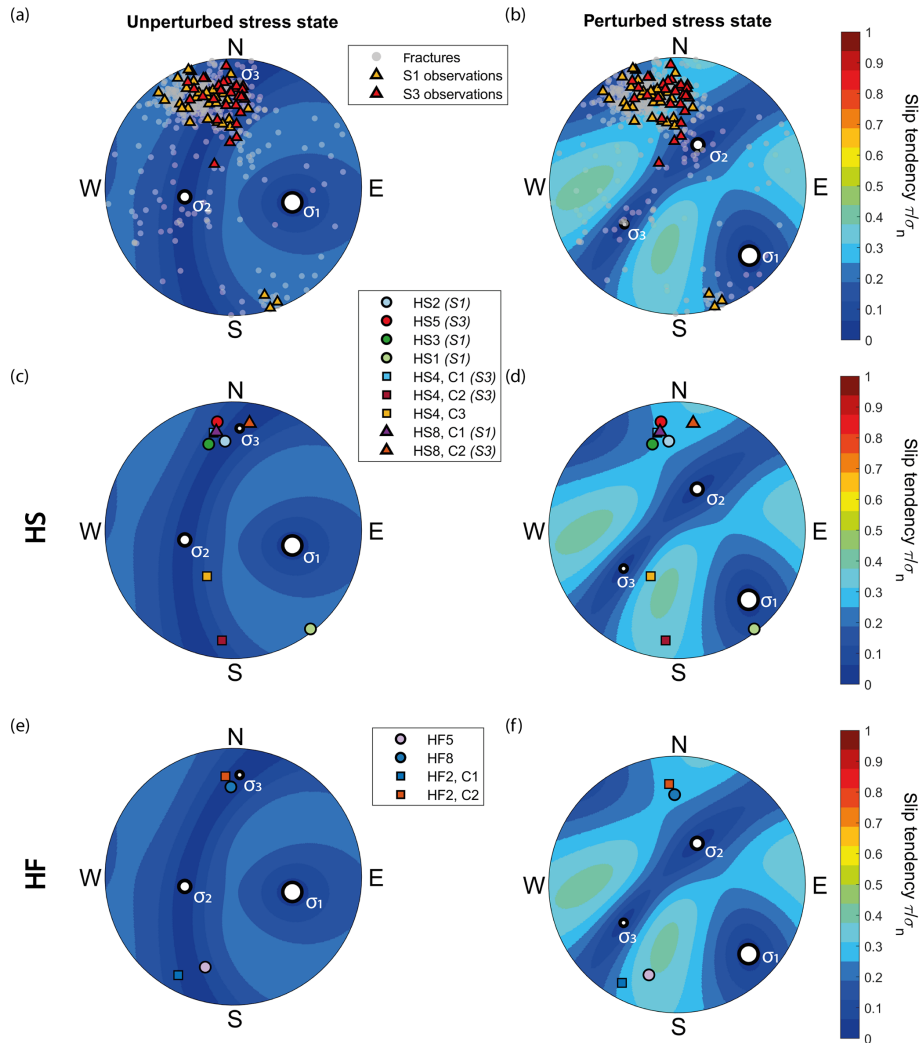 (a)
Unperturbed stress state
(b)
Perturbed stress state
N
N
σ3
Fractures
S1 observations
S3 observations
σ2
W
E
W
E
σ2
σ1
σ3
σ1
S
S
1
0.9
0.8
0.7
0.6
0.5
0.4
0.3
0.2
0.1
0
Slip tendency τ/σn
HS2 (S1)
HS5 (S3)
HS3 (S1)
HS1 (S1)
HS4, C1 (S3)
HS4, C2 (S3)
HS4, C3
HS8, C1 (S1)
HS8, C2 (S3)
(c)
(d)
HS
N
N
σ3
σ2
W
E
W
E
σ2
σ1
σ3
σ1
S
S
1
0.9
0.8
0.7
0.6
0.5
0.4
0.3
0.2
0.1
0
Slip tendency τ/σn
(e)
(f)
HF
N
N
σ3
HF5
HF8
HF2, C1
HF2, C2
σ2
W
E
W
E
σ2
σ1
σ3
σ1
S
S
1
0.9
0.8
0.7
0.6
0.5
0.4
0.3
0.2
0.1
0
Slip tendency τ/σn